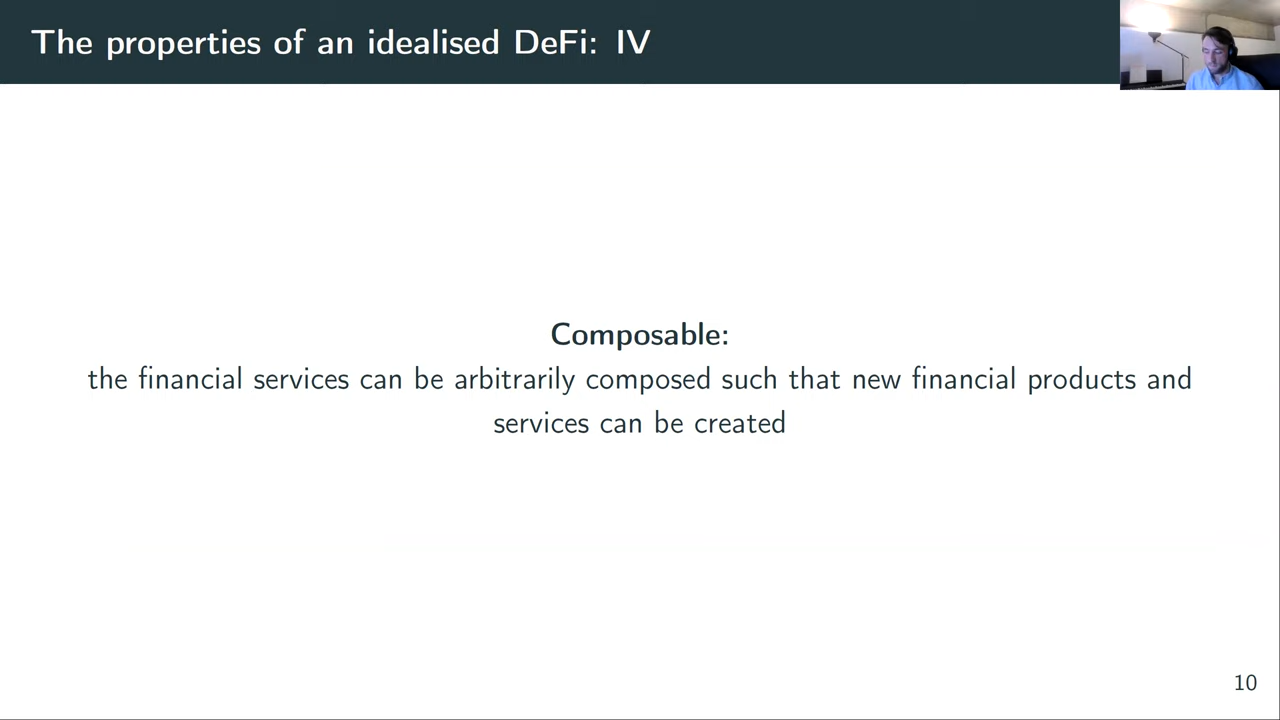 The properties of an idealised DeFi: IV
Composable:
the financial services can be arbitrarily composed such that new financial products and
services can be created
10